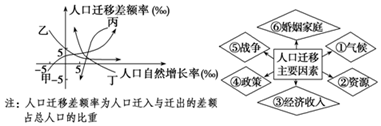 人口迁移差额率(‰)
乙
丙
5
-5
5
甲-5
人口自然增长率(‰)
丁
注：人口迁移差额率为人口迁入与迁出的差额
占总人口的比重
⑥婚姻家庭
⑤战争
①气候
人口迁移
主要因素
④政策
②资源
③经济收入